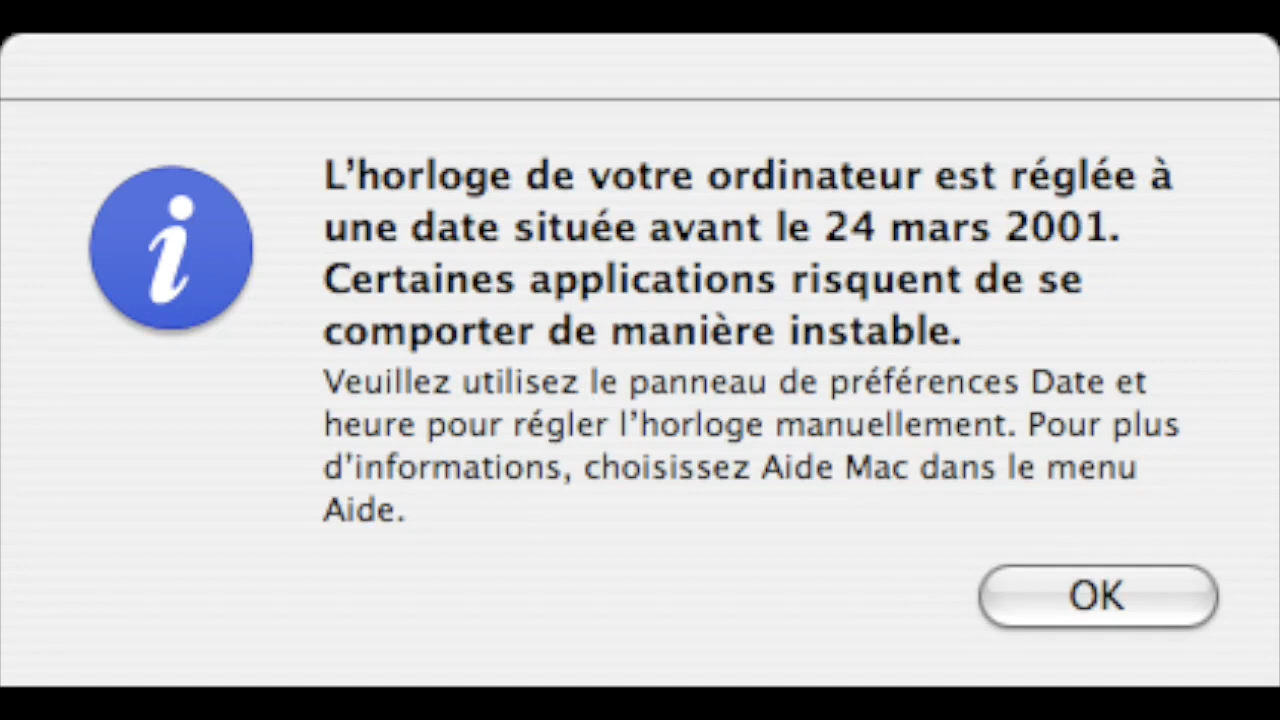 L’horloge de votre ordinateur est réglée à
une date située avant le 24 mars 2001.
Certaines applications risquent de se
comporter de manière instable.
Veuillez utilisez le panneau de préférences Date et
heure pour régler l’horloge manuellement. Pour plus
d’informations, choisissez Aide Mac dans le menu
Aide.
OK